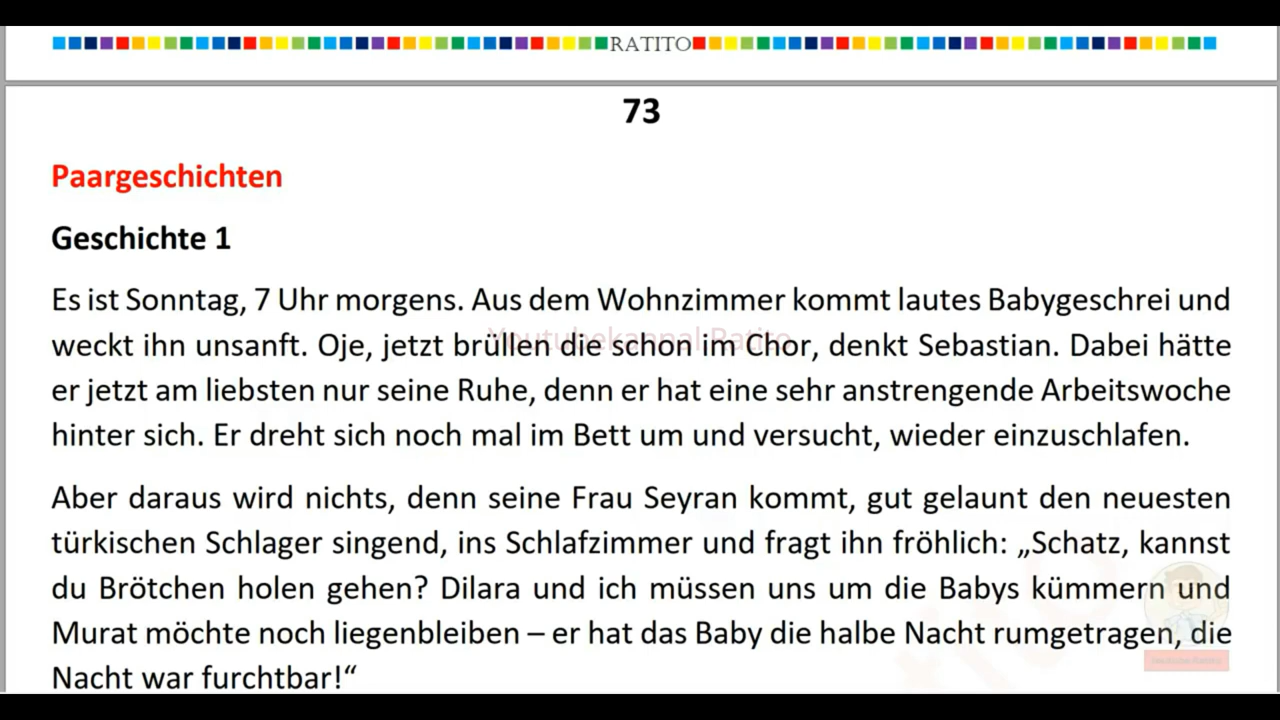 RATITO
73
Paargeschichten
Geschichte 1
Es ist Sonntag, 7 Uhr morgens. Aus dem Wohnzimmer kommt lautes Babygeschrei und
weckt ihn unsanft. Oje, jetzt brüllen die schon im Chor, denkt Sebastian. Dabei hätte
Youtubekannal Ratito
er jetzt am liebsten nur seine Ruhe, denn er hat eine sehr anstrengende Arbeitswoche
hinter sich. Er dreht sich noch mal im Bett um und versucht, wieder einzuschlafen.
Aber daraus wird nichts, denn seine Frau Seyran kommt, gut gelaunt den neuesten
türkischen Schlager singend, ins Schlafzimmer und fragt ihn fröhlich: „Schatz, kannst
du Brötchen holen gehen? Dilara und ich müssen uns um die Babys kümmern und
Murat möchte noch liegenbleiben – er hat das Baby die halbe Nacht rumgetragen, die
Nacht war furchtbar!“